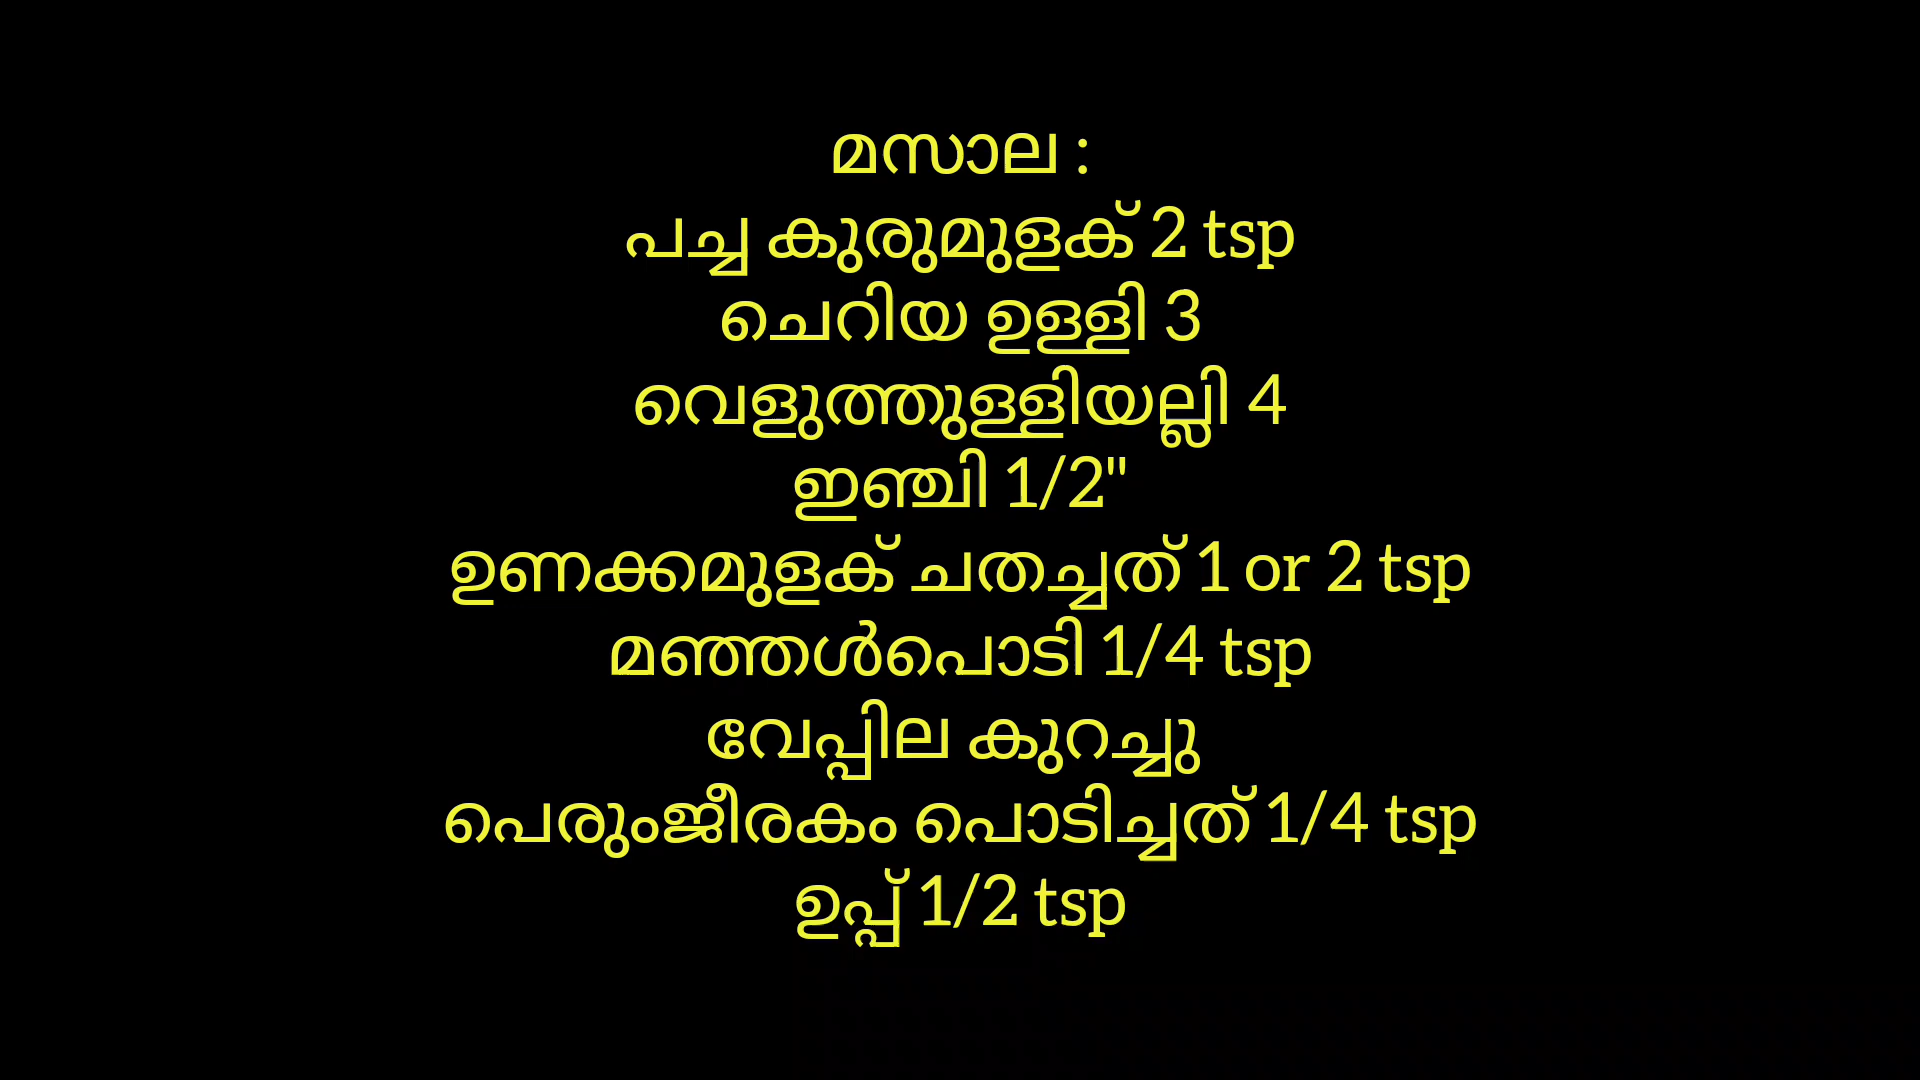 മസാല :
പച്ച കുരുമുളക് 2 tsp
ചെറിയ ഉള്ളി 3
വെളുത്തുള്ളിയല്ലി 4
ഇഞ്ചി 1/2"
ഉണക്കമുളക് ചതച്ചത് 1 or 2 tsp
മഞ്ഞൾപൊടി 1/4 tsp
വേപ്പില കുറച്ചു
പെരുംജീരകം പൊടിച്ചത് 1/4 tsp
ഉപ്പ് 1/2 tsp